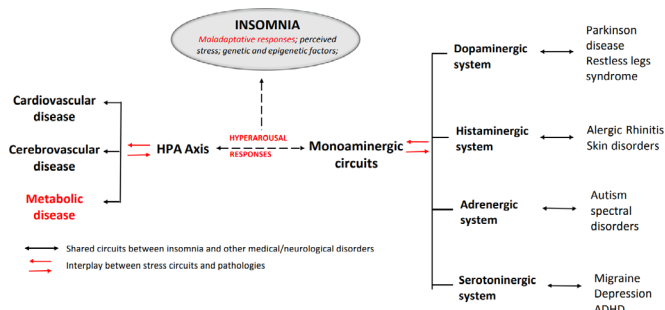 INSOMNIA
Maladaptative responses; perceived
stress; genetic and epigenetic factors;
Cardiovascular
disease
Cerebrovascular
disease
Metabolic
disease
HPA Axis
HYPERAROUSAL
RESPONSES
Monoaminergic
circuits
Dopaminergic
system
Parkinson
disease
Restless legs
syndrome
Histaminergic
system
Alergic Rhinitis
Skin disorders
Adrenergic
system
Autism
spectral
disorders
Serotoninergic
system
Migraine
Depression
ADHD
Shared circuits between insomnia and other medical/neurological disorders
Interplay between stress circuits and pathologies